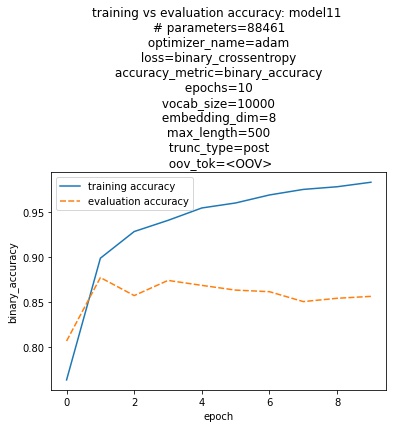 training vs evaluation accuracy: model11
# parameters=88461
optimizer_name=adam
loss=binary_crossentropy
accuracy_metric=binary_accuracy
epochs=10
vocab_size=10000
embedding_dim=8
max_length=500
trunc_type=post
oov_tok=<OOV>
training accuracy
evaluation accuracy
0.95
0.90
0.85
0.80
binary_accuracy
0 2 4 6 8
epoch